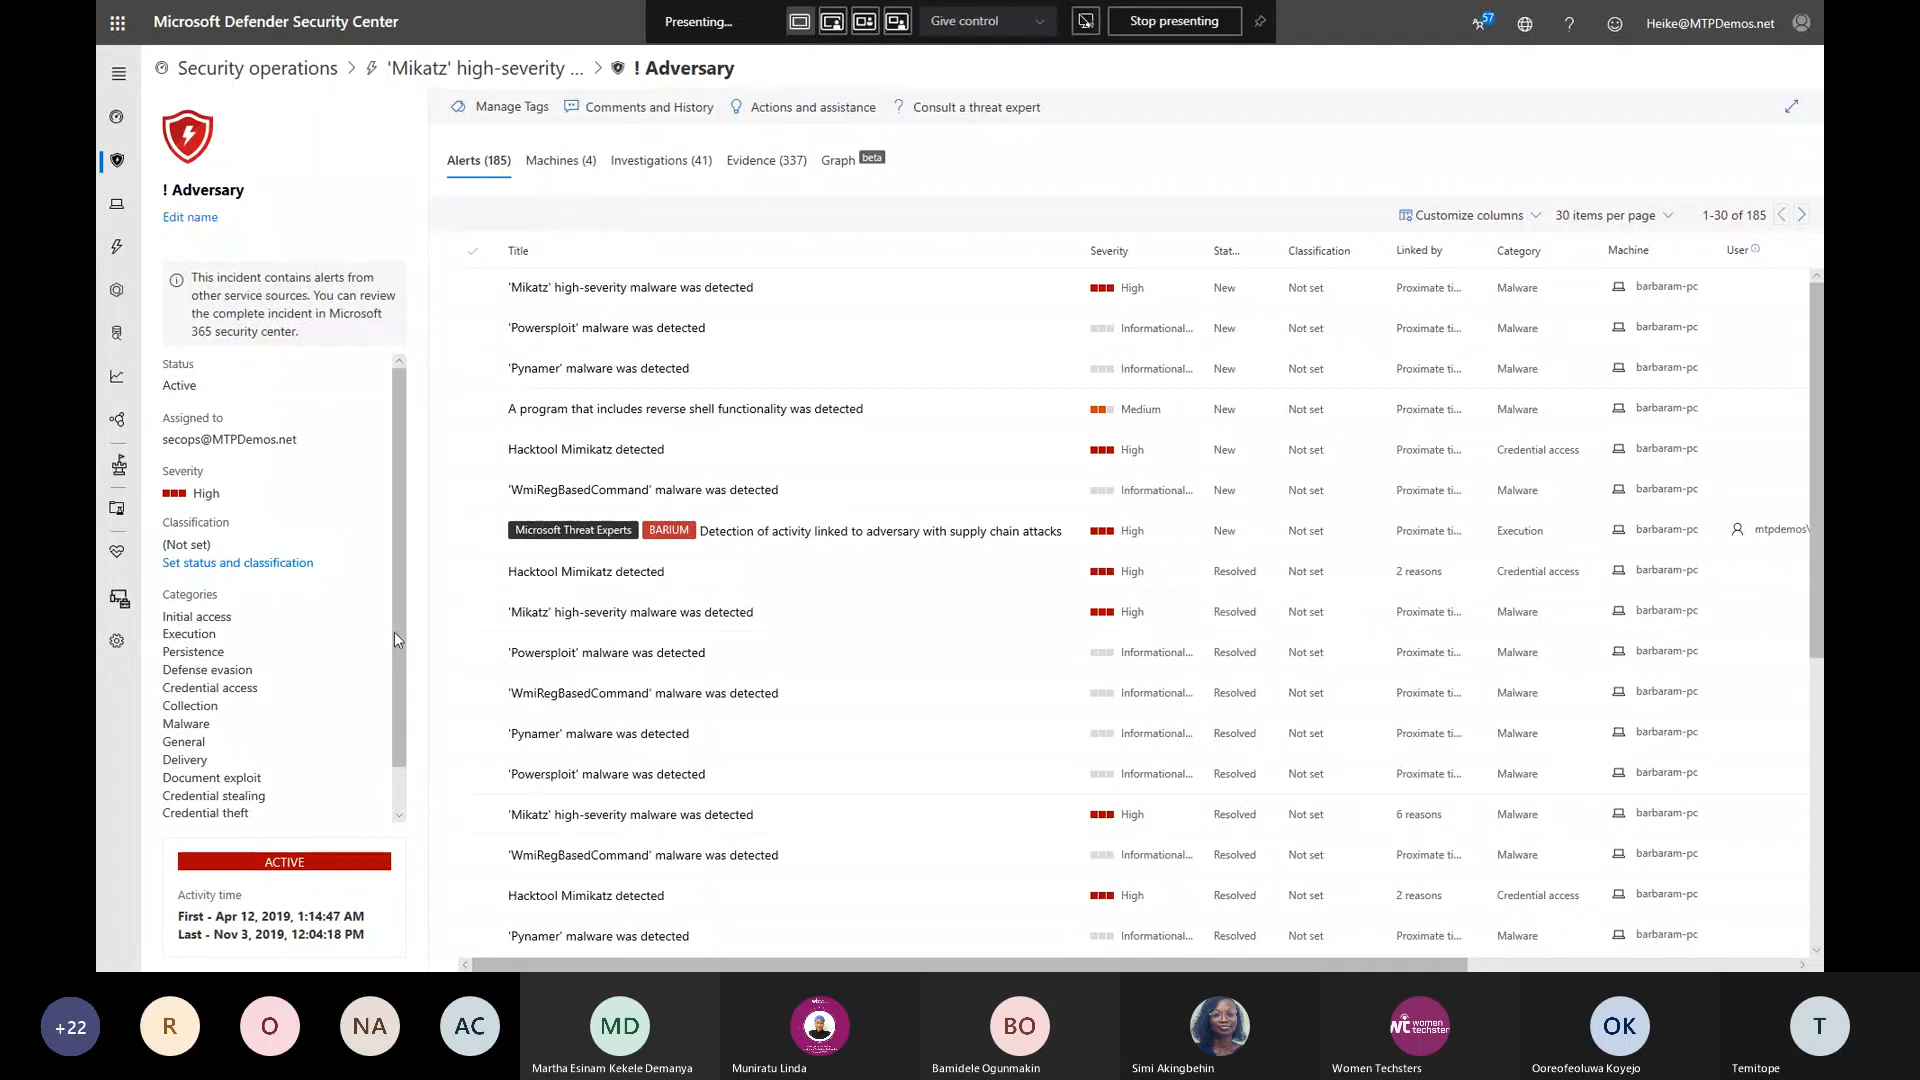 Microsoft Defender Security Center
Presenting...
Give control
Stop presenting
57
Heike@MTPDemos.net
Security operations > 'Mikatz' high-severity ... > ! Adversary
! Adversary
Edit name
This incident contains alerts from
other service sources. You can review
the complete incident in Microsoft
365 security center.
Status
Active
Assigned to
secops@MTPDemos.net
Severity
High
Classification
(Not set)
Set status and classification
Categories
Initial access
Execution
Persistence
Defense evasion
Credential access
Collection
Malware
General
Delivery
Document exploit
Credential stealing
Credential theft
ACTIVE
Activity time
First - Apr 12, 2019, 1:14:47 AM
Last - Nov 3, 2019, 12:04:18 PM
Manage Tags Comments and History Actions and assistance ? Consult a threat expert
Alerts (185) Machines (4) Investigations (41) Evidence (337) Graph beta
Customize columns 30 items per page 1-30 of 185
Title Severity Stat... Classification Linked by Category Machine User
'Mikatz' high-severity malware was detected High New Not set Proximate ti... Malware barbaram-pc
'Powersploit' malware was detected Informational... New Not set Proximate ti... Malware barbaram-pc
'Pynamer' malware was detected Informational... New Not set Proximate ti... Malware barbaram-pc
A program that includes reverse shell functionality was detected Medium New Not set Proximate ti... Malware barbaram-pc
Hacktool Mimikatz detected High New Not set Proximate ti... Credential access barbaram-pc
'WmiRegBasedCommand' malware was detected Informational... New Not set Proximate ti... Malware barbaram-pc
Microsoft Threat Experts BARIUM Detection of activity linked to adversary with supply chain attacks High New Not set Proximate ti... Execution barbaram-pc mtpdemos\
Hacktool Mimikatz detected High Resolved Not set 2 reasons Credential access barbaram-pc
'Mikatz' high-severity malware was detected High Resolved Not set Proximate ti... Malware barbaram-pc
'Powersploit' malware was detected Informational... Resolved Not set Proximate ti... Malware barbaram-pc
'WmiRegBasedCommand' malware was detected Informational... Resolved Not set Proximate ti... Malware barbaram-pc
'Pynamer' malware was detected Informational... Resolved Not set Proximate ti... Malware barbaram-pc
'Powersploit' malware was detected Informational... Resolved Not set Proximate ti... Malware barbaram-pc
'Mikatz' high-severity malware was detected High Resolved Not set 6 reasons Malware barbaram-pc
'WmiRegBasedCommand' malware was detected Informational... Resolved Not set Proximate ti... Malware barbaram-pc
Hacktool Mimikatz detected High Resolved Not set 2 reasons Credential access barbaram-pc
'Pynamer' malware was detected Informational... Resolved Not set Proximate ti... Malware barbaram-pc
+22 R O NA AC MD BO women techster OK T
Martha Esinam Kekele Demanya Muniratu Linda Bamidele Ogunmakin Simi Akingbehin Women Techsters Ooreofeoluwa Koyejo Temitope